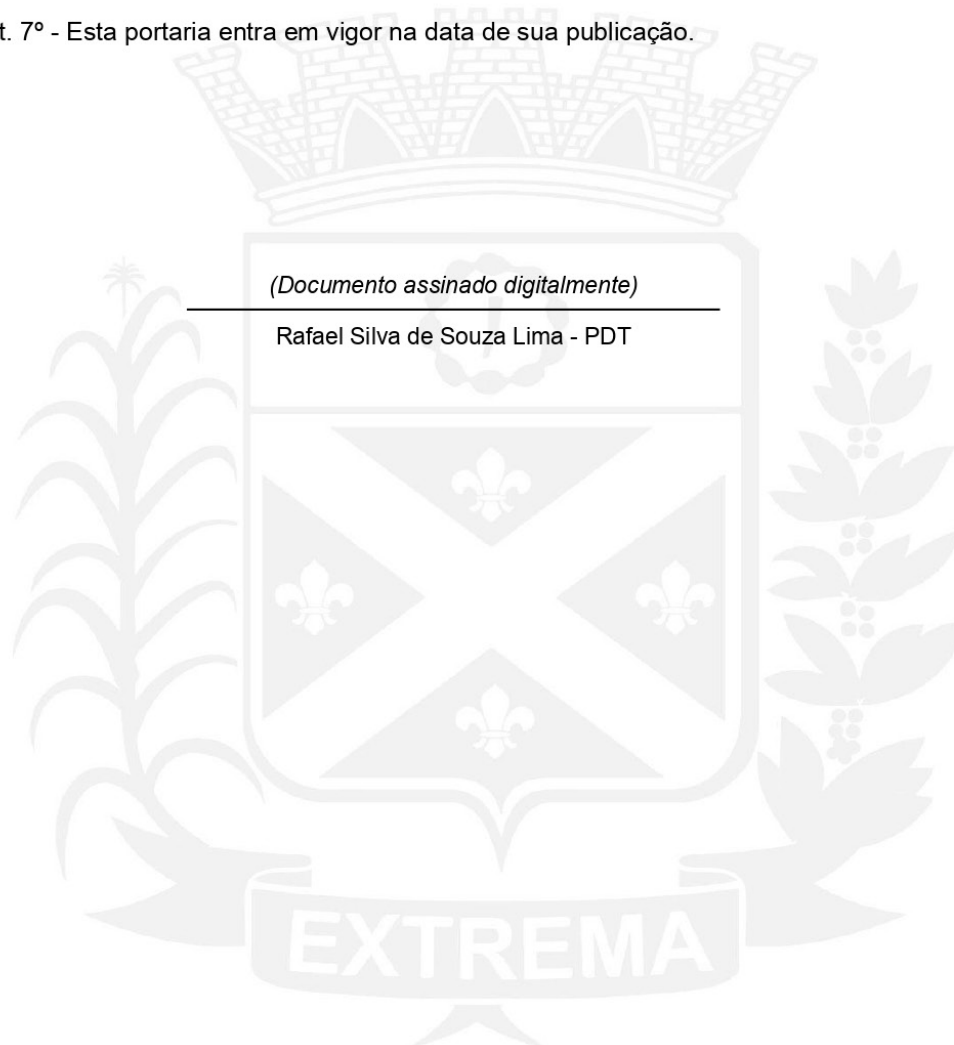 t. 7º - Esta portaria entra em vigor na data de sua publicação.
(Documento assinado digitalmente)
Rafael Silva de Souza Lima - PDT
EXTREMA